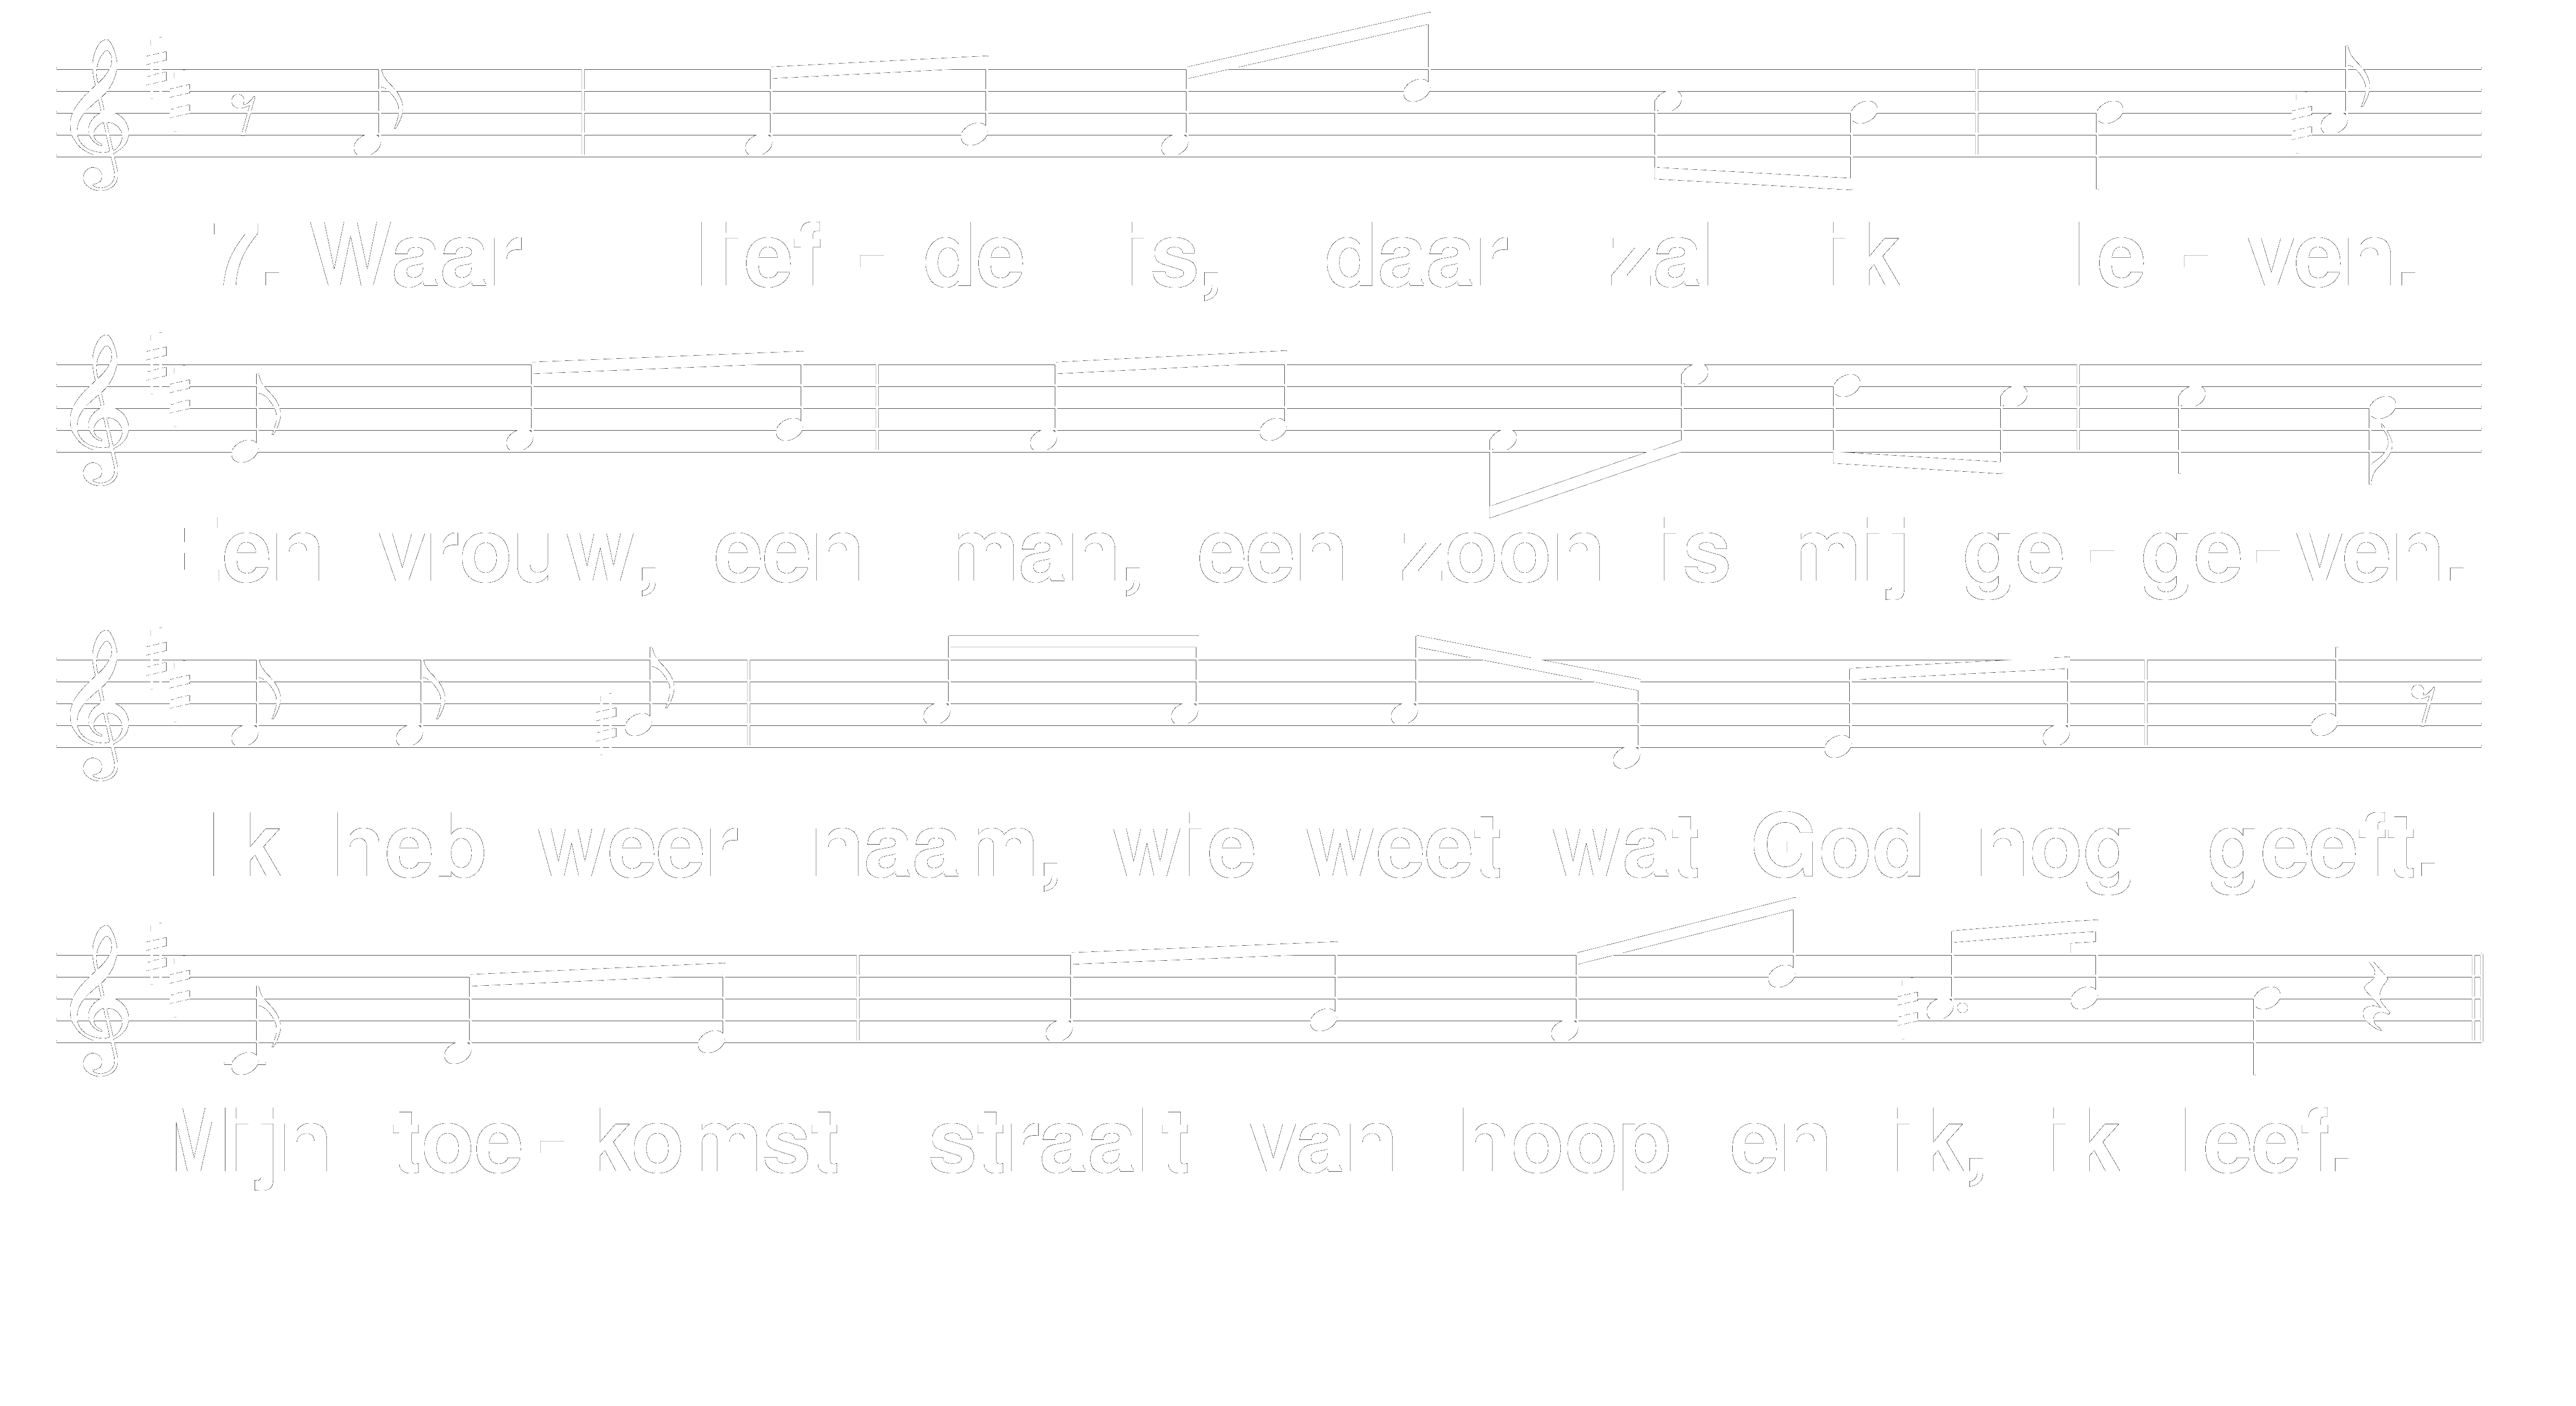 7. Waar lief - de is, daar zal ik le - ven.
Een vrouw, een man, een zoon is mij ge - ge - ven.
Ik heb weer naam, wie weet wat God nog geeft.
Mijn toe - komst straalt van hoop en ik, ik leef.